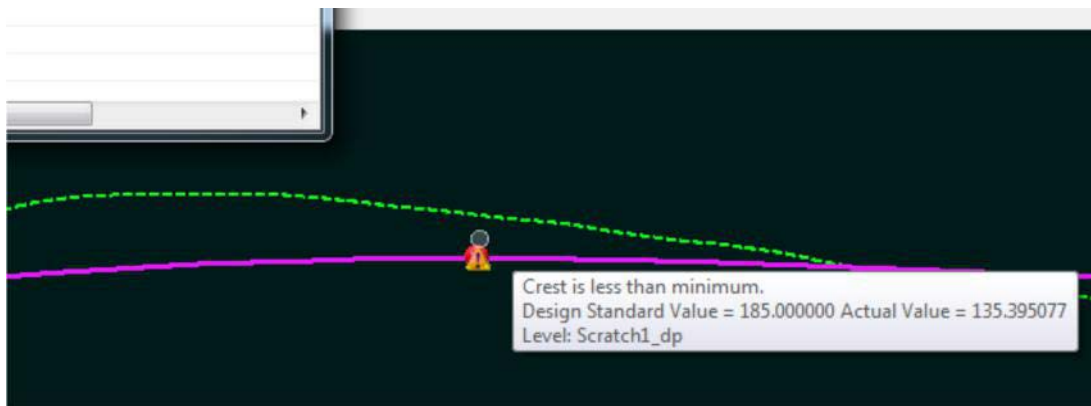 Crest is less than minimum.
Design Standard Value = 185.000000 Actual Value = 135.395077
Level: Scratch1_dp